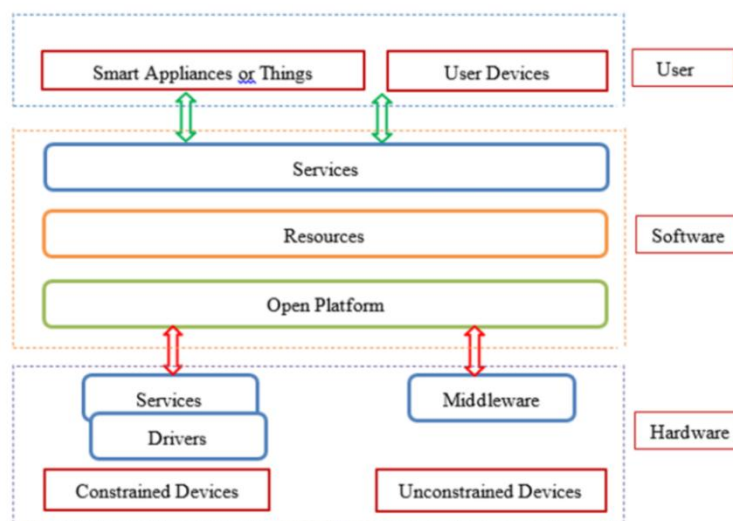 Smart Appliances or Things
User Devices
User
Services
Resources
Software
Open Platform
Services
Middleware
Drivers
Hardware
Constrained Devices
Unconstrained Devices